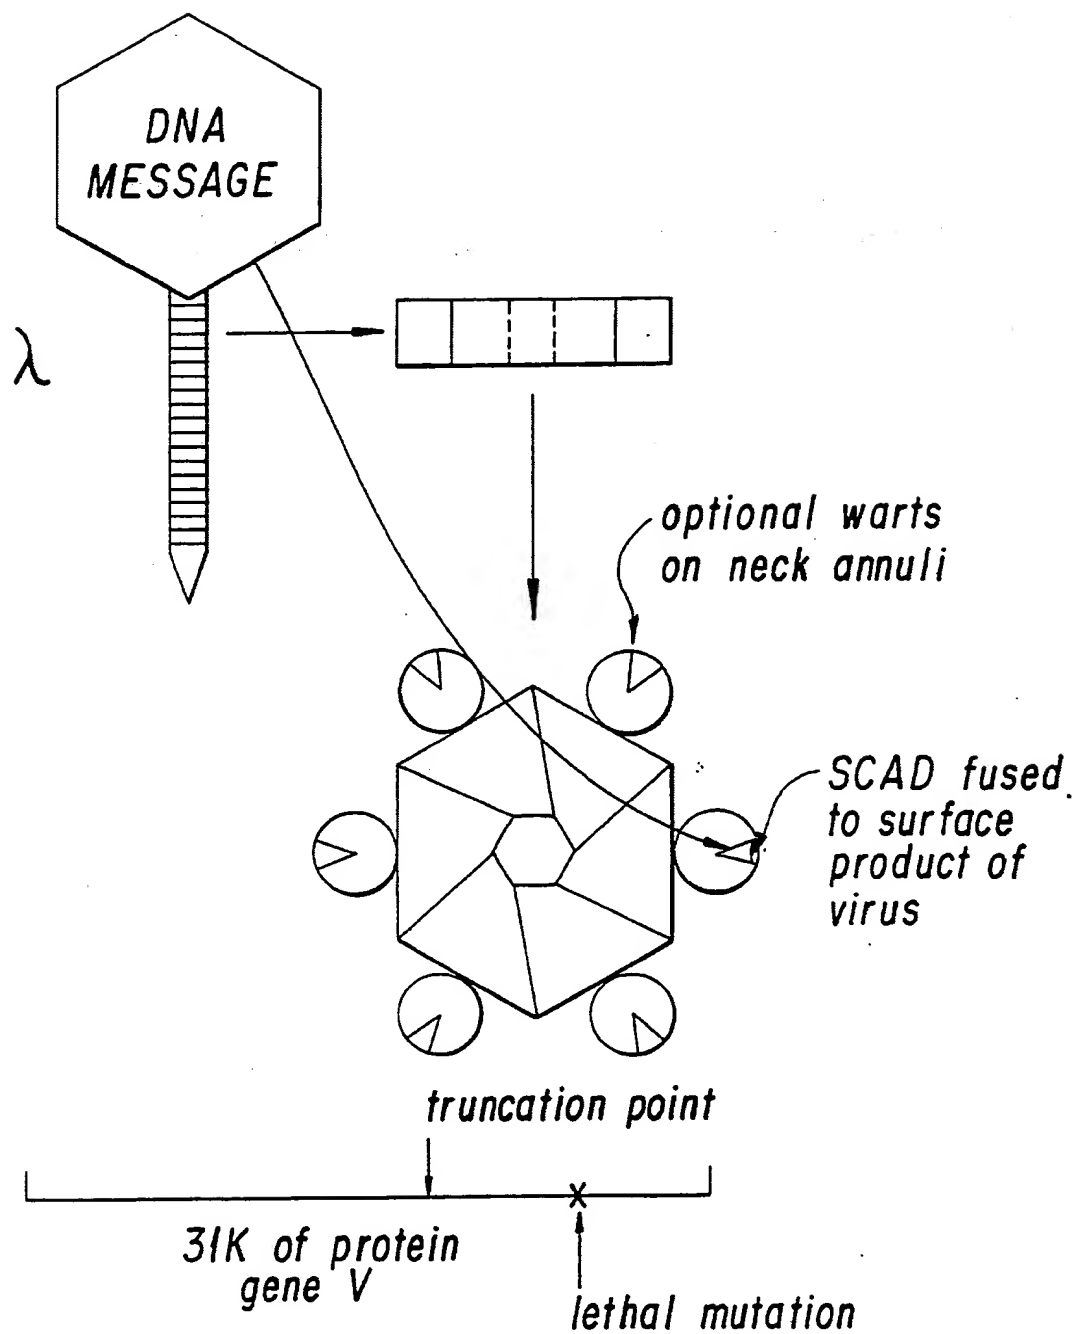 DNA
MESSAGE
λ
optional warts
on neck annuli
SCAD fused
to surface
product of
virus
truncation point
X
31K of protein
gene V
lethal mutation